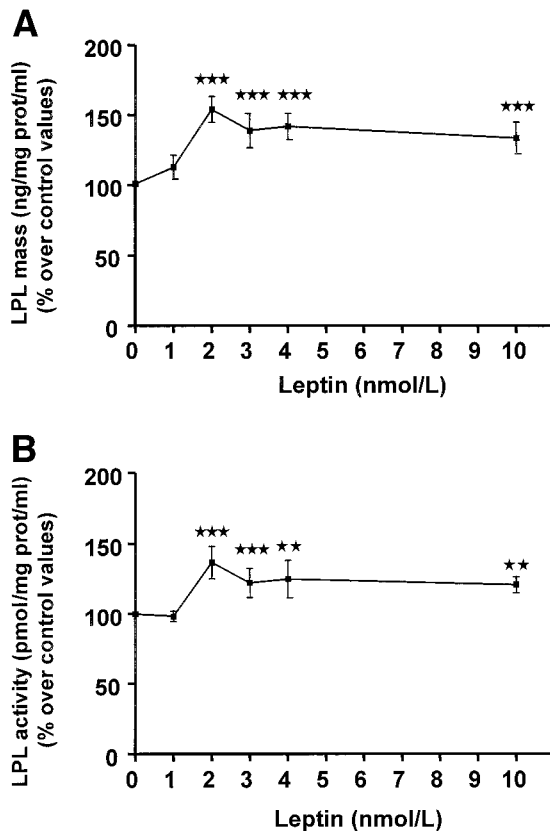 A
LPL mass (ng/mg prot/ml)
(% over control values)
200
150
100
50
0
★★★ ★★★ ★★★ ★★★
0 1 2 3 4 5 6 7 8 9 10
Leptin (nmol/L)
B
LPL activity (pmol/mg prot/ml)
(% over control values)
200
150
100
50
0
★★★ ★★★ ★★ ★★
0 1 2 3 4 5 6 7 8 9 10
Leptin (nmol/L)